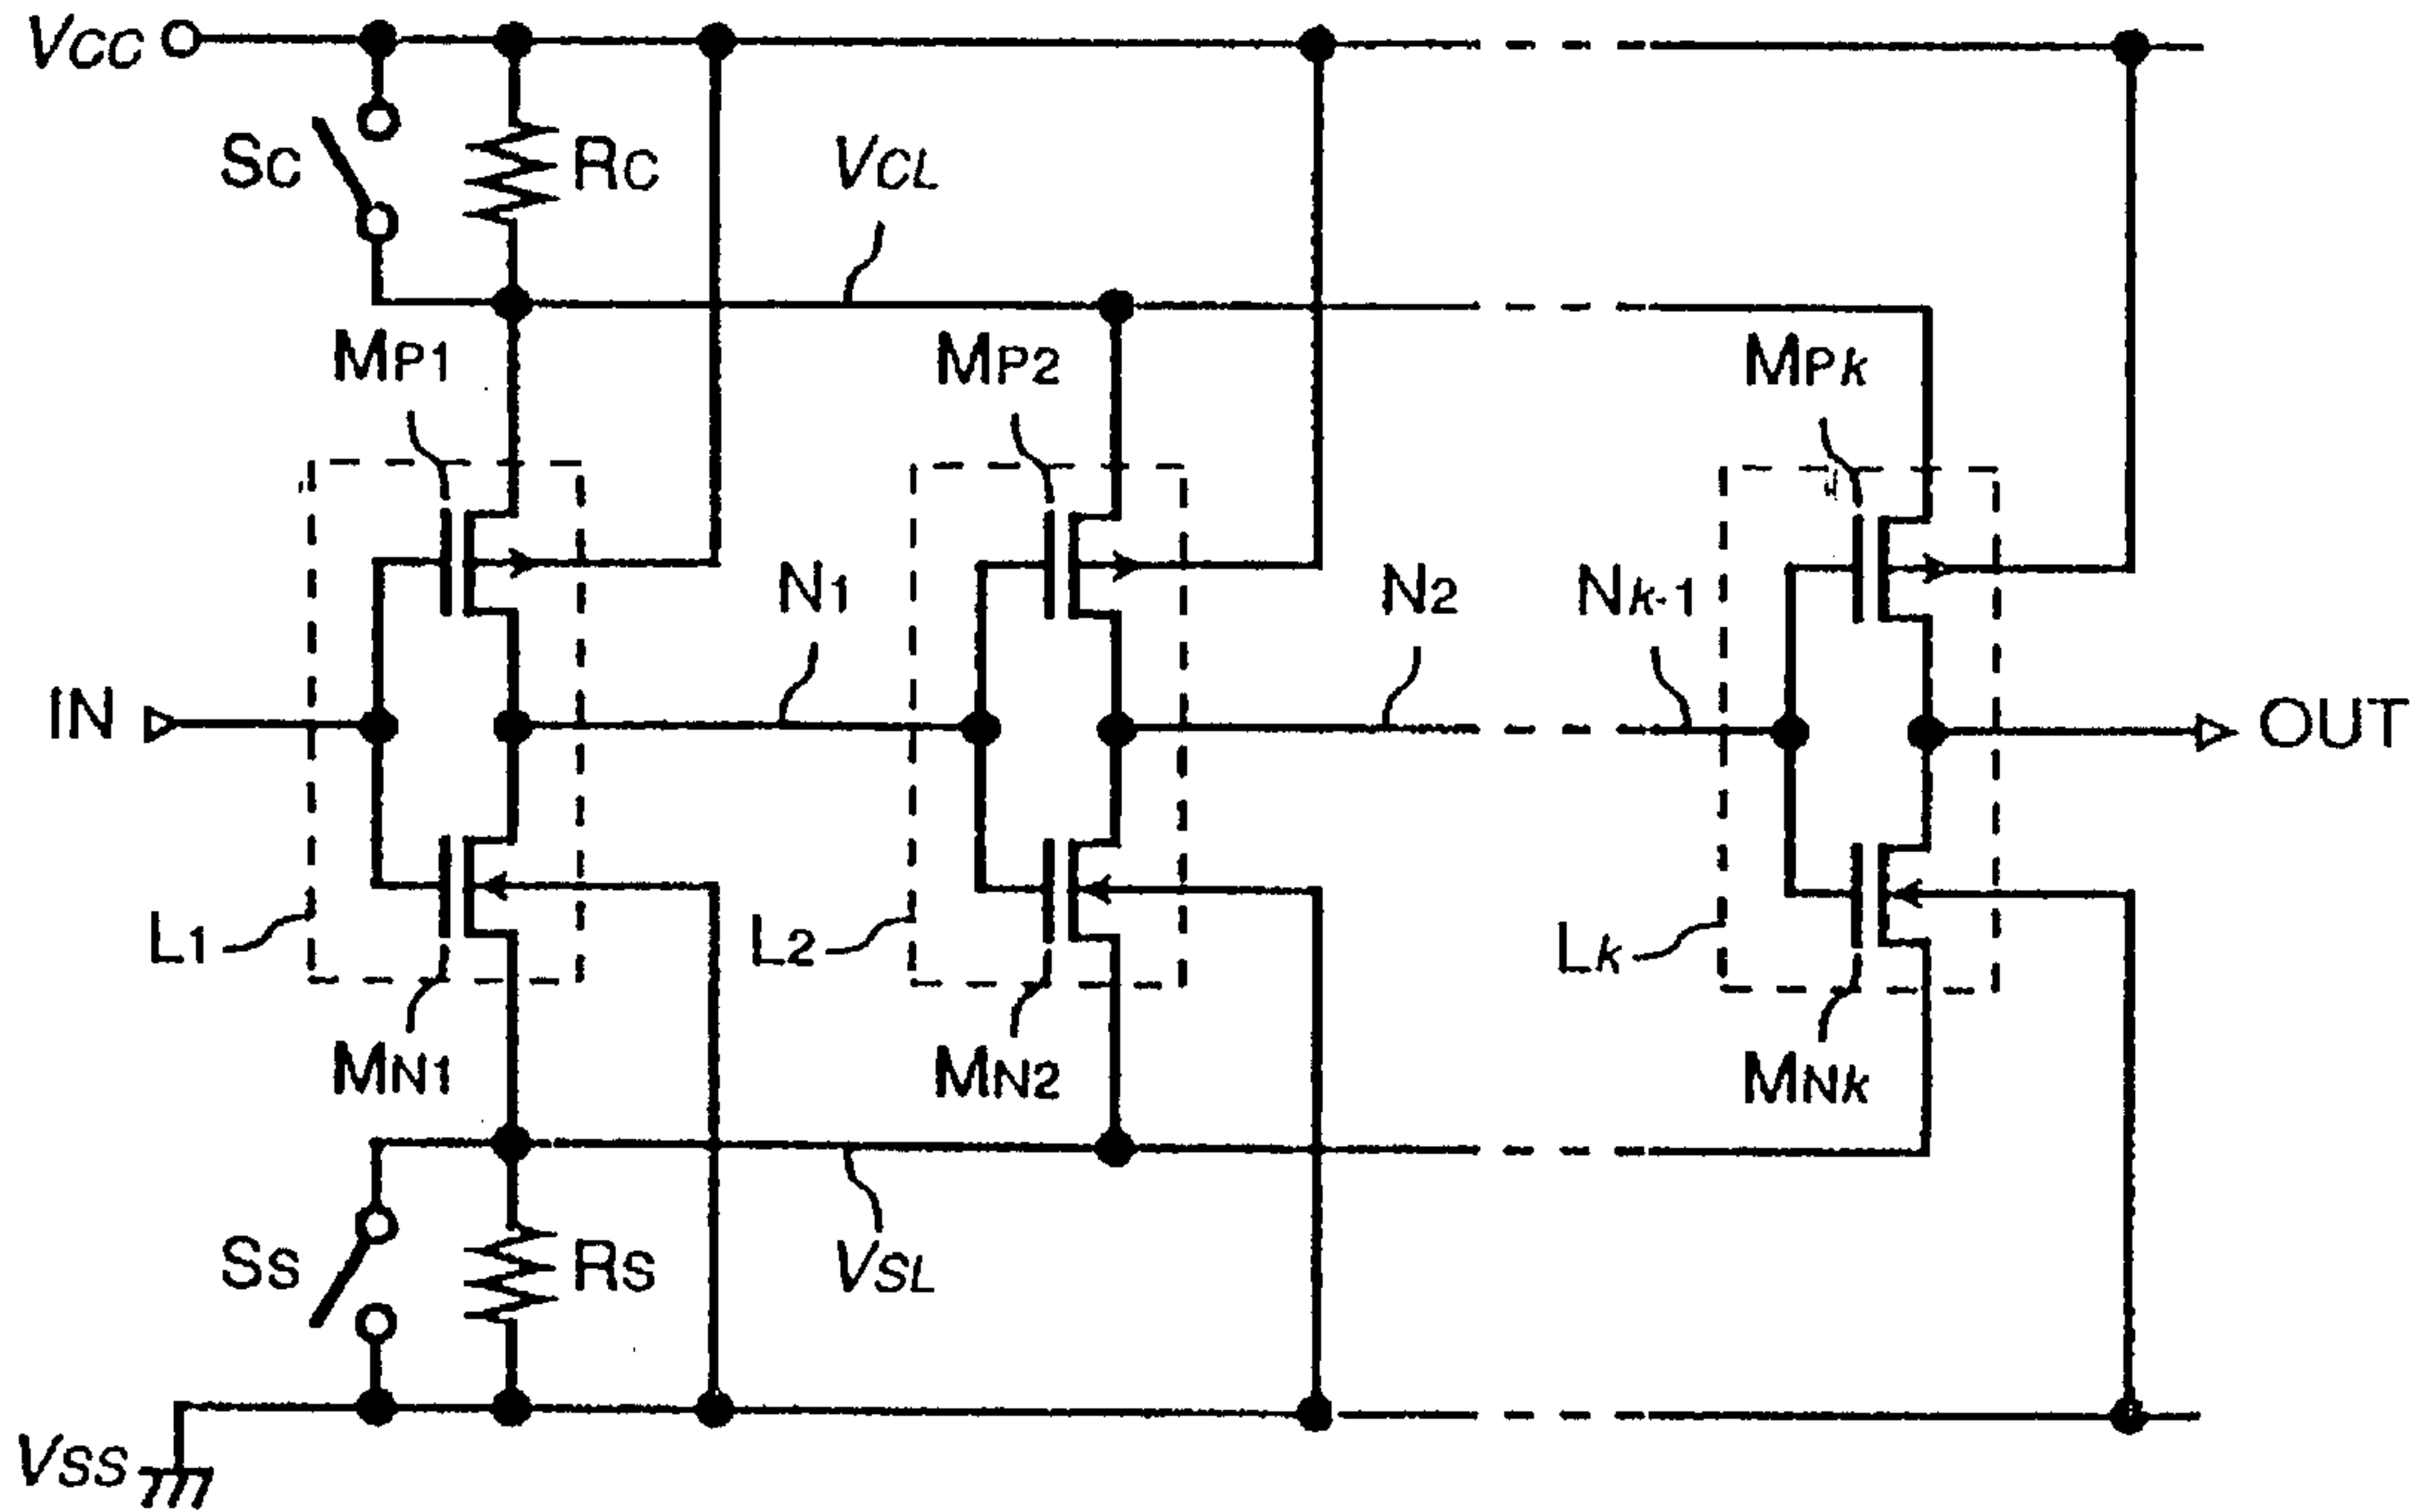 VCC
SC
RC
VCL
MP1
MP2
MPk
N1
N2
Nk-1
IN
OUT
L1
L2
Lk
MN1
MN2
MNk
SS
RS
VSL
VSS